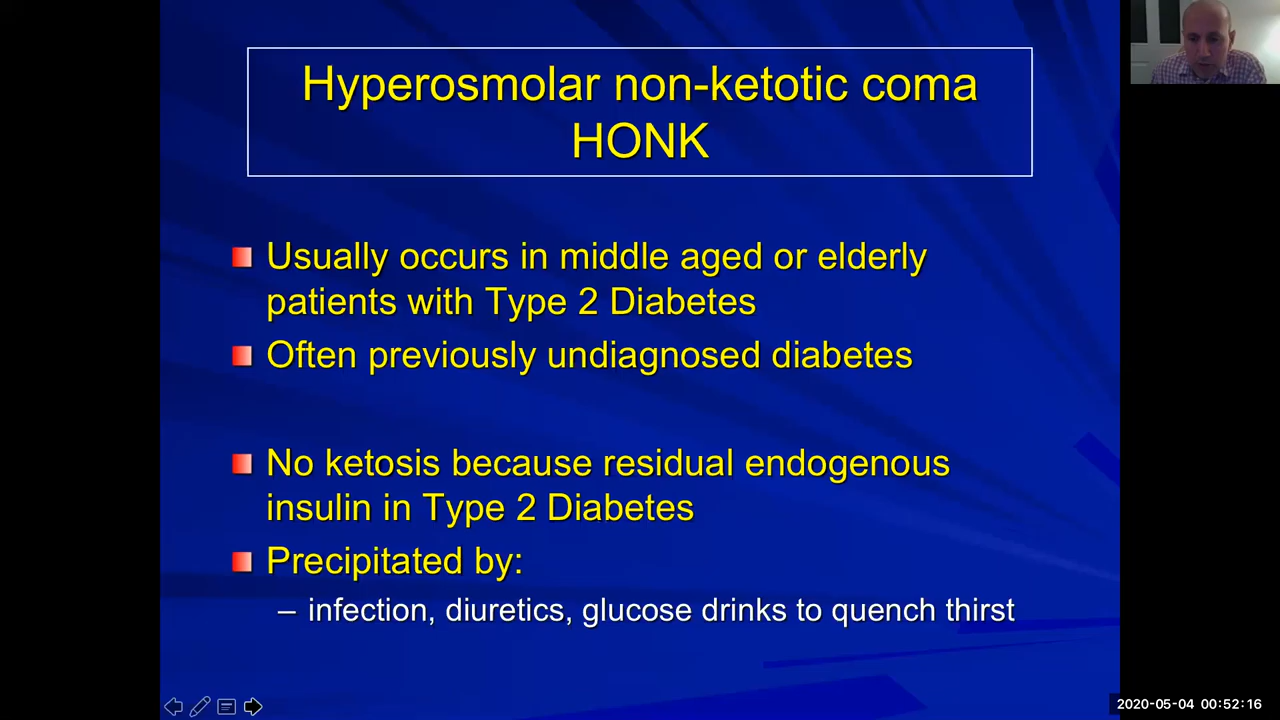 Hyperosmolar non-ketotic coma
HONK
Usually occurs in middle aged or elderly
patients with Type 2 Diabetes
Often previously undiagnosed diabetes
No ketosis because residual endogenous
insulin in Type 2 Diabetes
Precipitated by:
– infection, diuretics, glucose drinks to quench thirst
2020-05-04 00:52:16